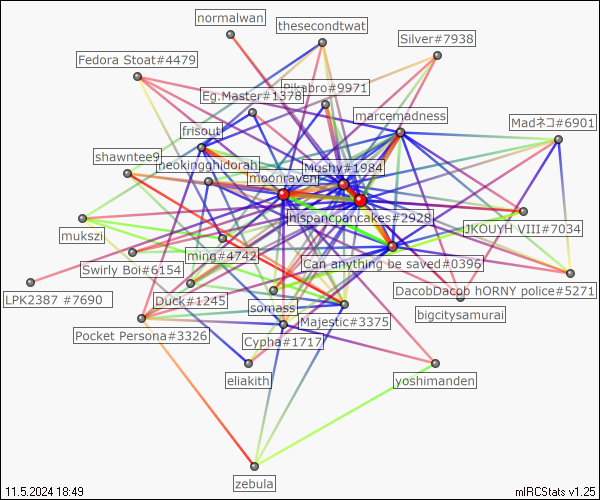 normalwan
thesecondtwat
Silver#7938
Fedora Stoat#4479
Pikabro#9971
Eg.Master#1378
marcemadness
Madネコ#6901
frisout
shawntee9
neokingghidorah
Moshy#1984
moonraven
hispancpancakes#2928
mukszi
JKOUYH VIII#7034
ming#4742
Can anything be saved#0396
Swirly Boi#6154
DacobDacob hORNY police#5271
LPK2387 #7690
Duck#1245
somass
bigcitysamurai
Majestic#3375
Pocket Persona#3326
Cypha#1717
eliakith
yoshimanden
zebula
11.5.2024 18:49
mIRCStats v1.25